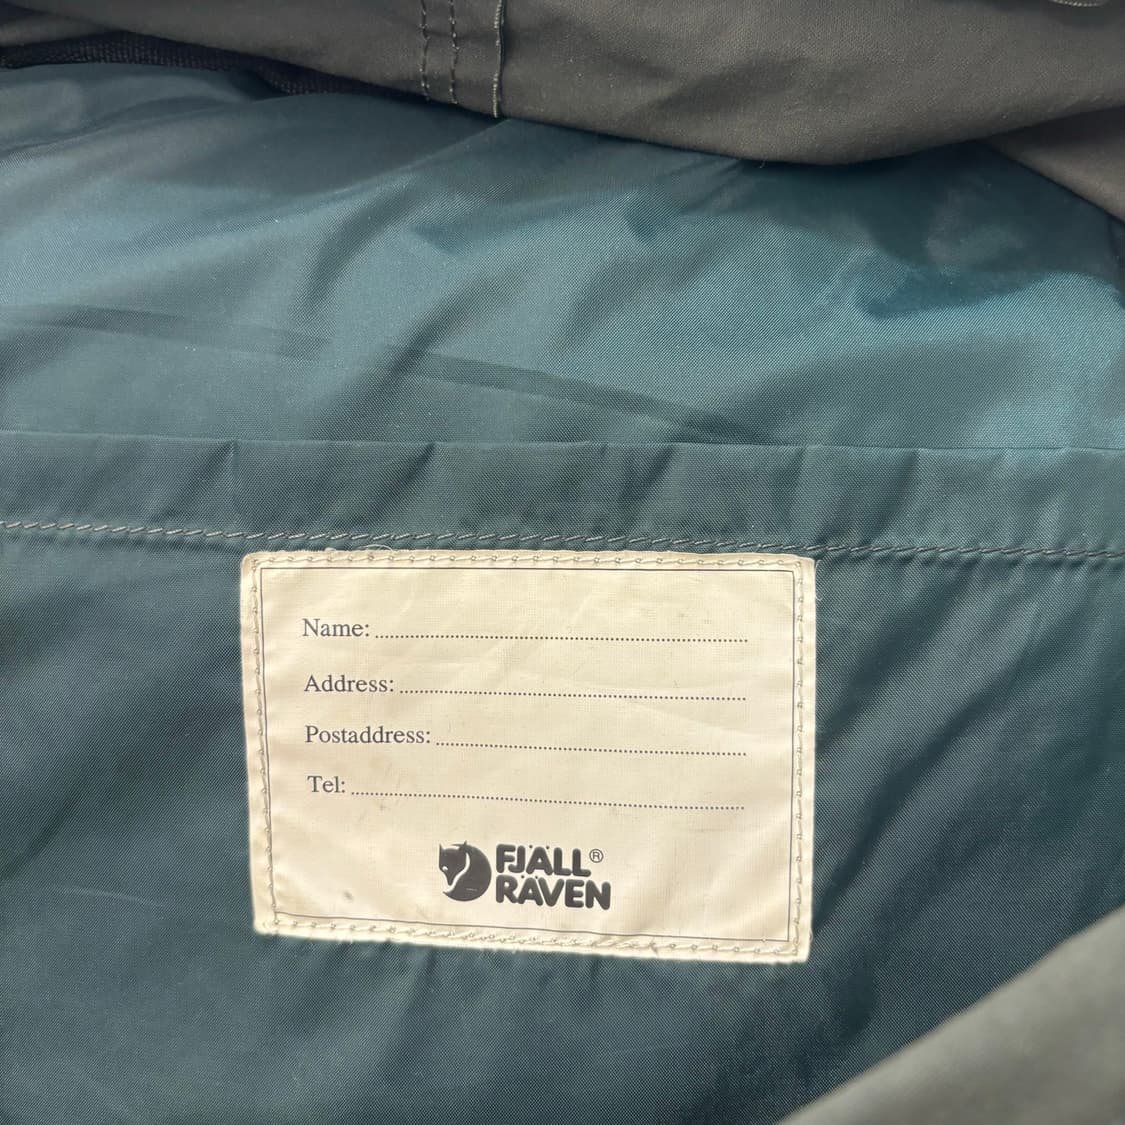 Name:
Address:
Postaddress:
Tel:
FJÄLL®
RÄVEN